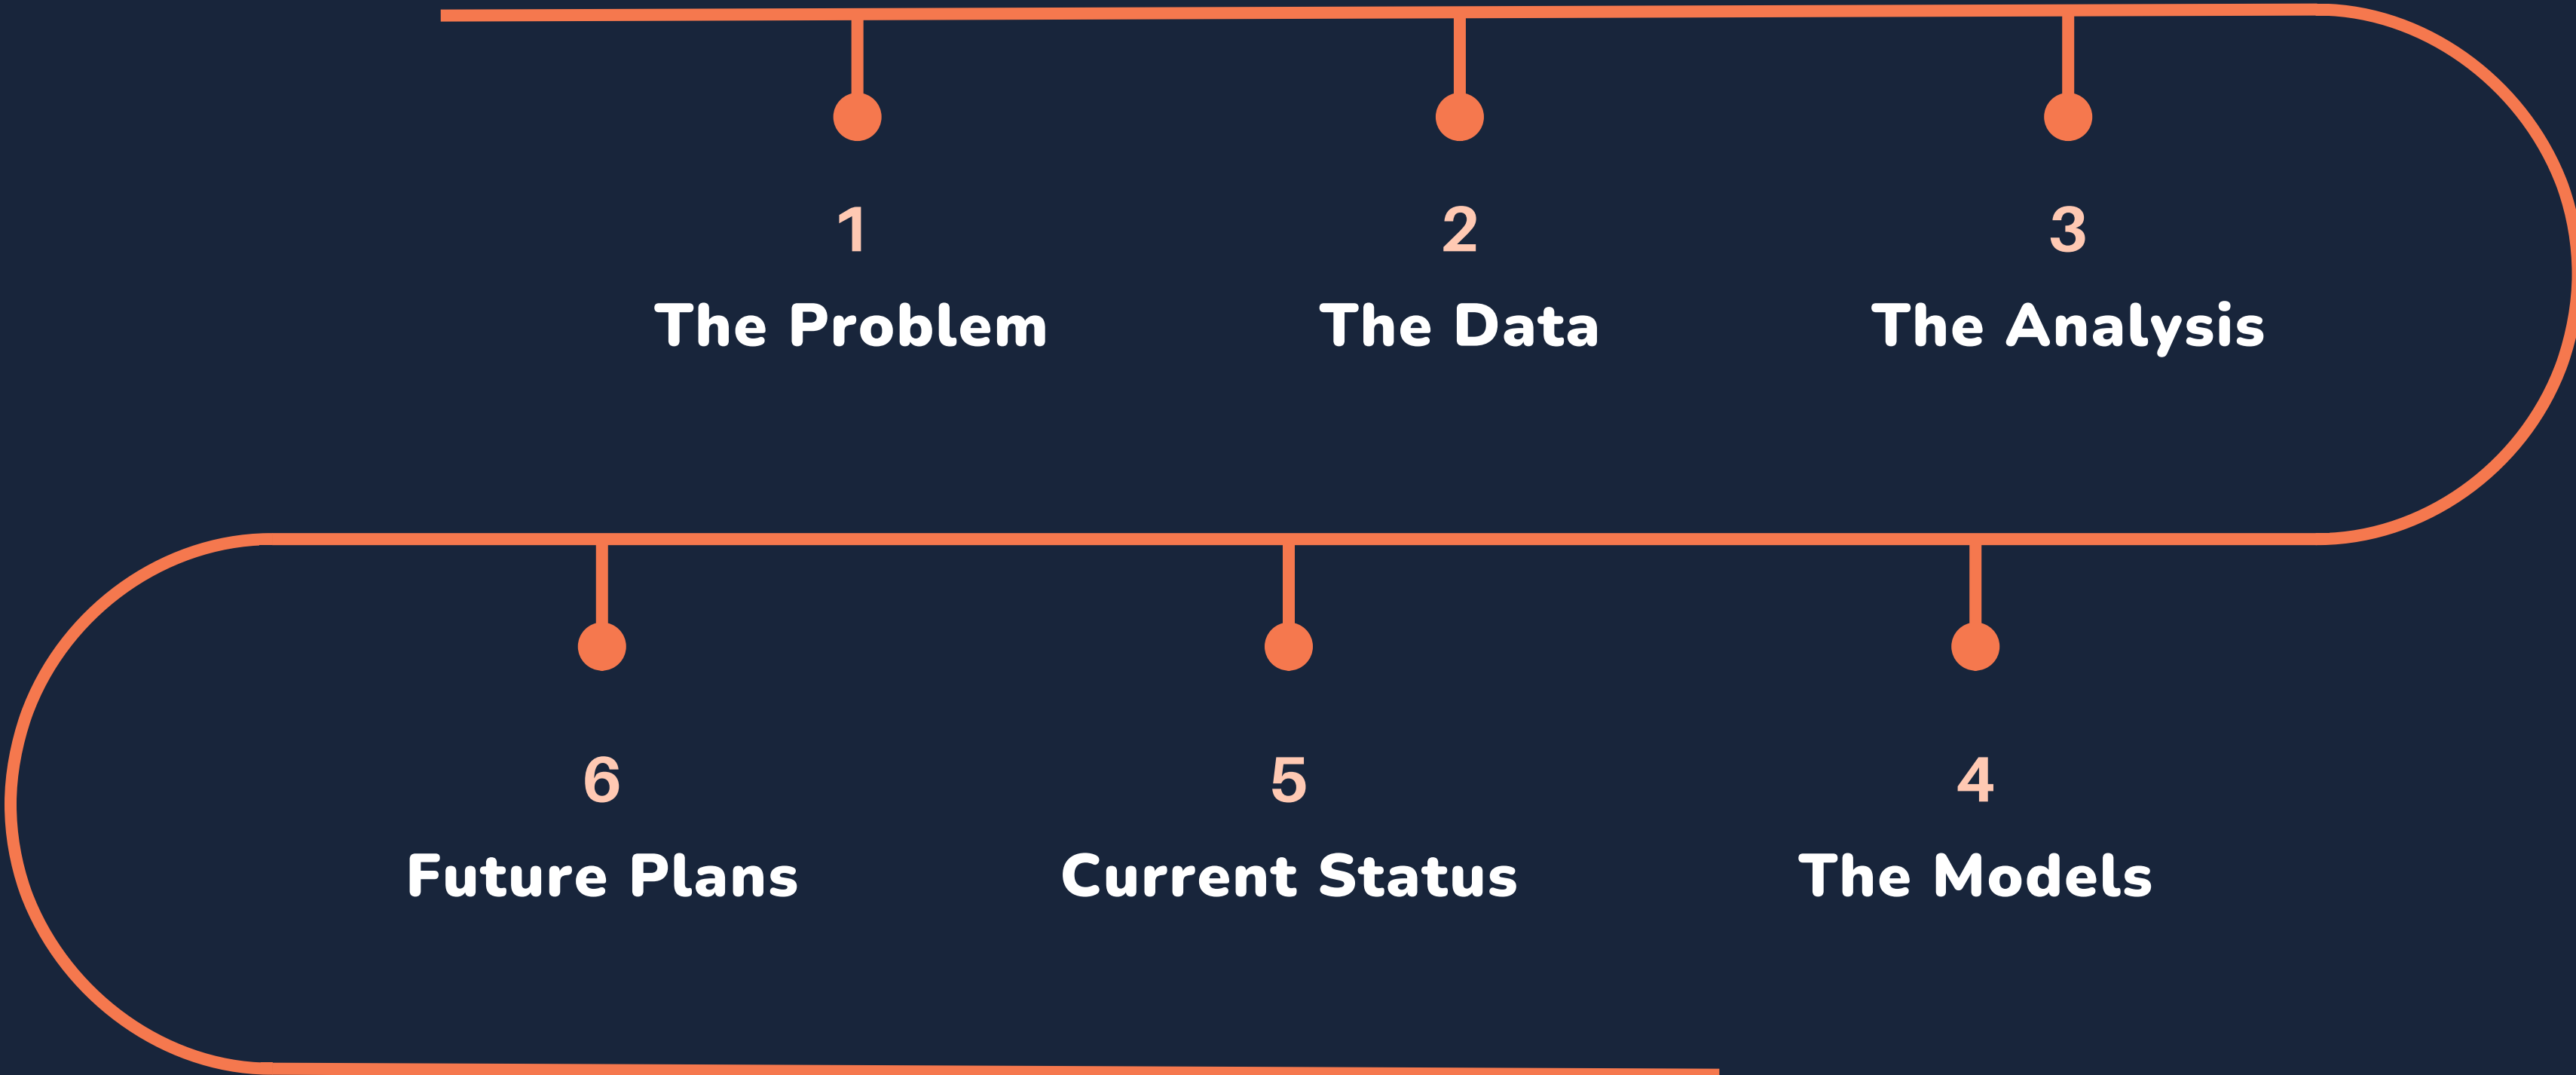 1
The Problem
2
The Data
3
The Analysis
4
The Models
5
Current Status
6
Future Plans